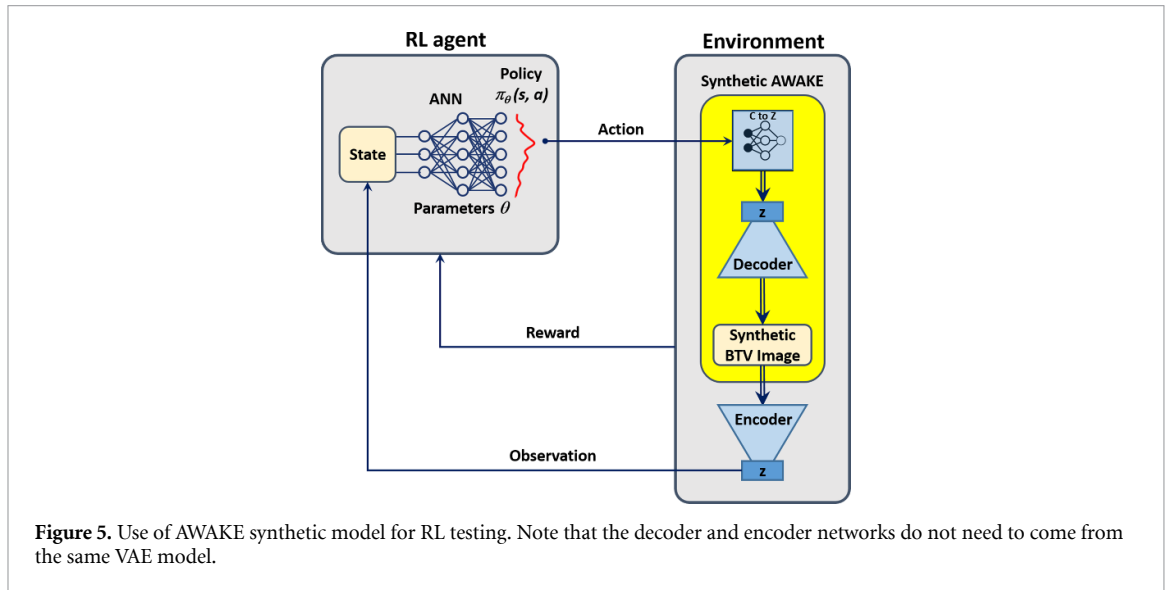 RL agent
Environment
Policy
πθ(s, a)
ANN
State
Parameters θ
Action
Synthetic AWAKE
C to Z
z
Decoder
Synthetic
BTV Image
Reward
Encoder
z
Observation
Figure 5. Use of AWAKE synthetic model for RL testing. Note that the decoder and encoder networks do not need to come from
the same VAE model.